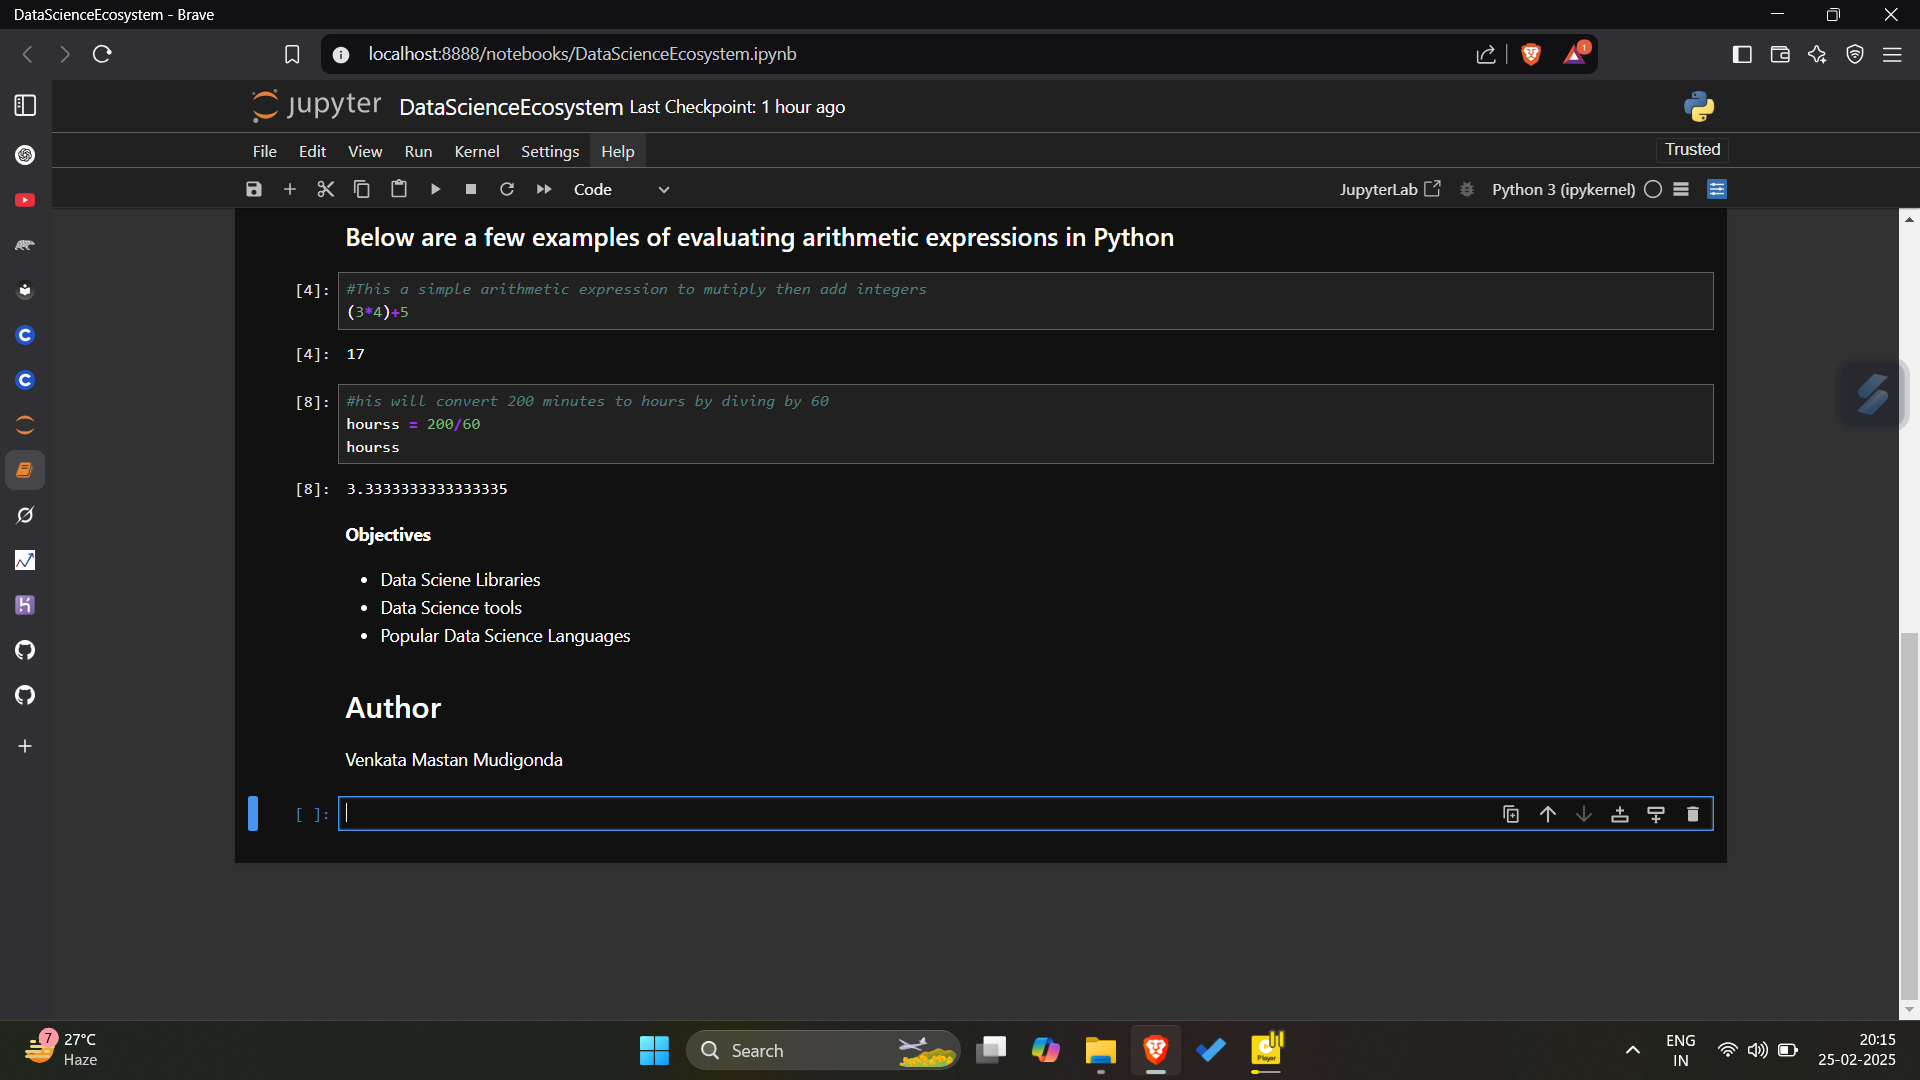 DataScienceEcosystem - Brave
localhost:8888/notebooks/DataScienceEcosystem.ipynb
1
jupyter DataScienceEcosystem Last Checkpoint: 1 hour ago
File Edit View Run Kernel Settings Help
Trusted
Code
JupyterLab Python 3 (ipykernel)
Below are a few examples of evaluating arithmetic expressions in Python
[4]: #This a simple arithmetic expression to mutiply then add integers
(3*4)+5
[4]: 17
[8]: #his will convert 200 minutes to hours by diving by 60
hourss = 200/60
hourss
[8]: 3.3333333333333335
Objectives
• Data Sciene Libraries
• Data Science tools
• Popular Data Science Languages
Author
Venkata Mastan Mudigonda
[ ]:
7
27°C
Haze
Search
Player
ENG
IN
20:15
25-02-2025